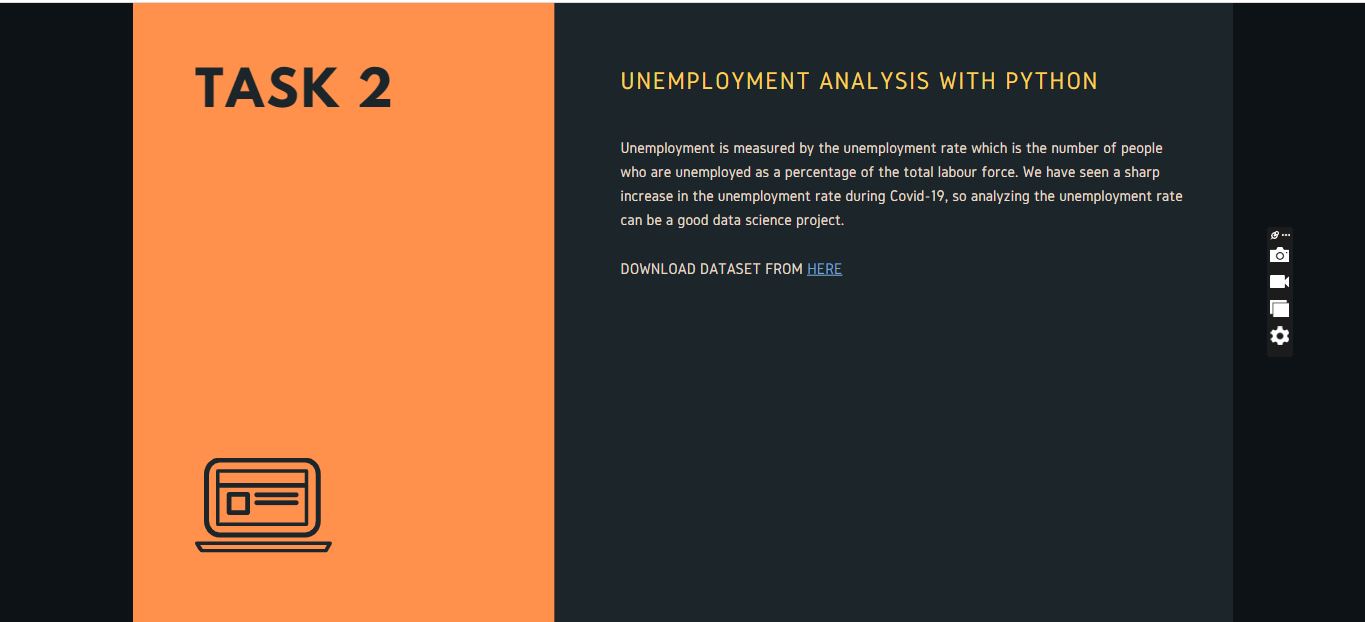 TASK 2
UNEMPLOYMENT ANALYSIS WITH PYTHON
Unemployment is measured by the unemployment rate which is the number of people
who are unemployed as a percentage of the total labour force. We have seen a sharp
increase in the unemployment rate during Covid-19, so analyzing the unemployment rate
can be a good data science project.
DOWNLOAD DATASET FROM HERE